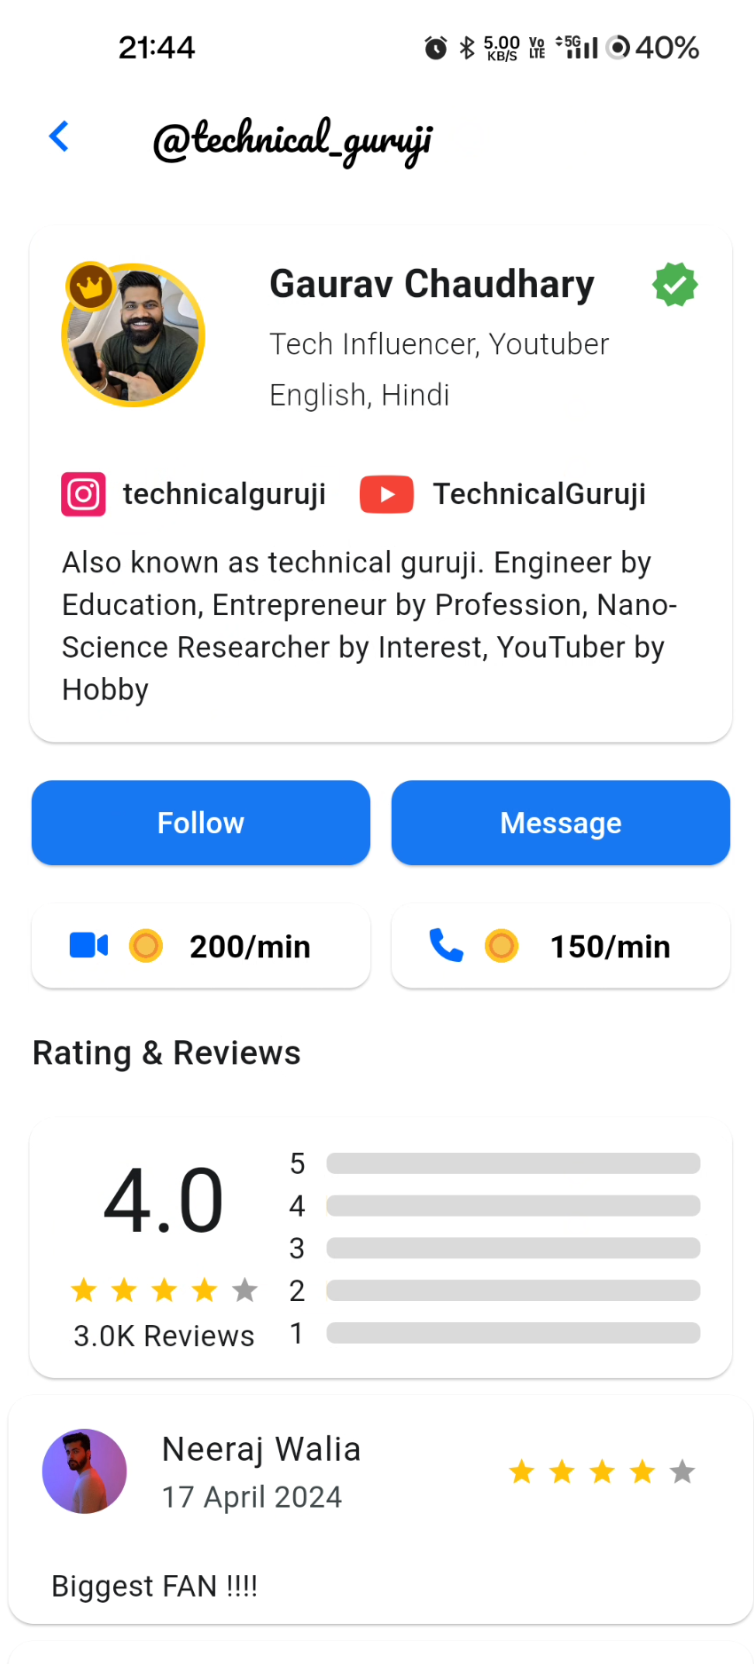 21:44 5.00 KB/S Vo LTE 5G 40%
@technical_guruji
Gaurav Chaudhary
Tech Influencer, Youtuber
English, Hindi
technicalguruji TechnicalGuruji
Also known as technical guruji. Engineer by
Education, Entrepreneur by Profession, Nano-
Science Researcher by Interest, YouTuber by
Hobby
Follow Message
200/min 150/min
Rating & Reviews
4.0
5
4
3
2
1
3.0K Reviews
Neeraj Walia
17 April 2024
Biggest FAN !!!!